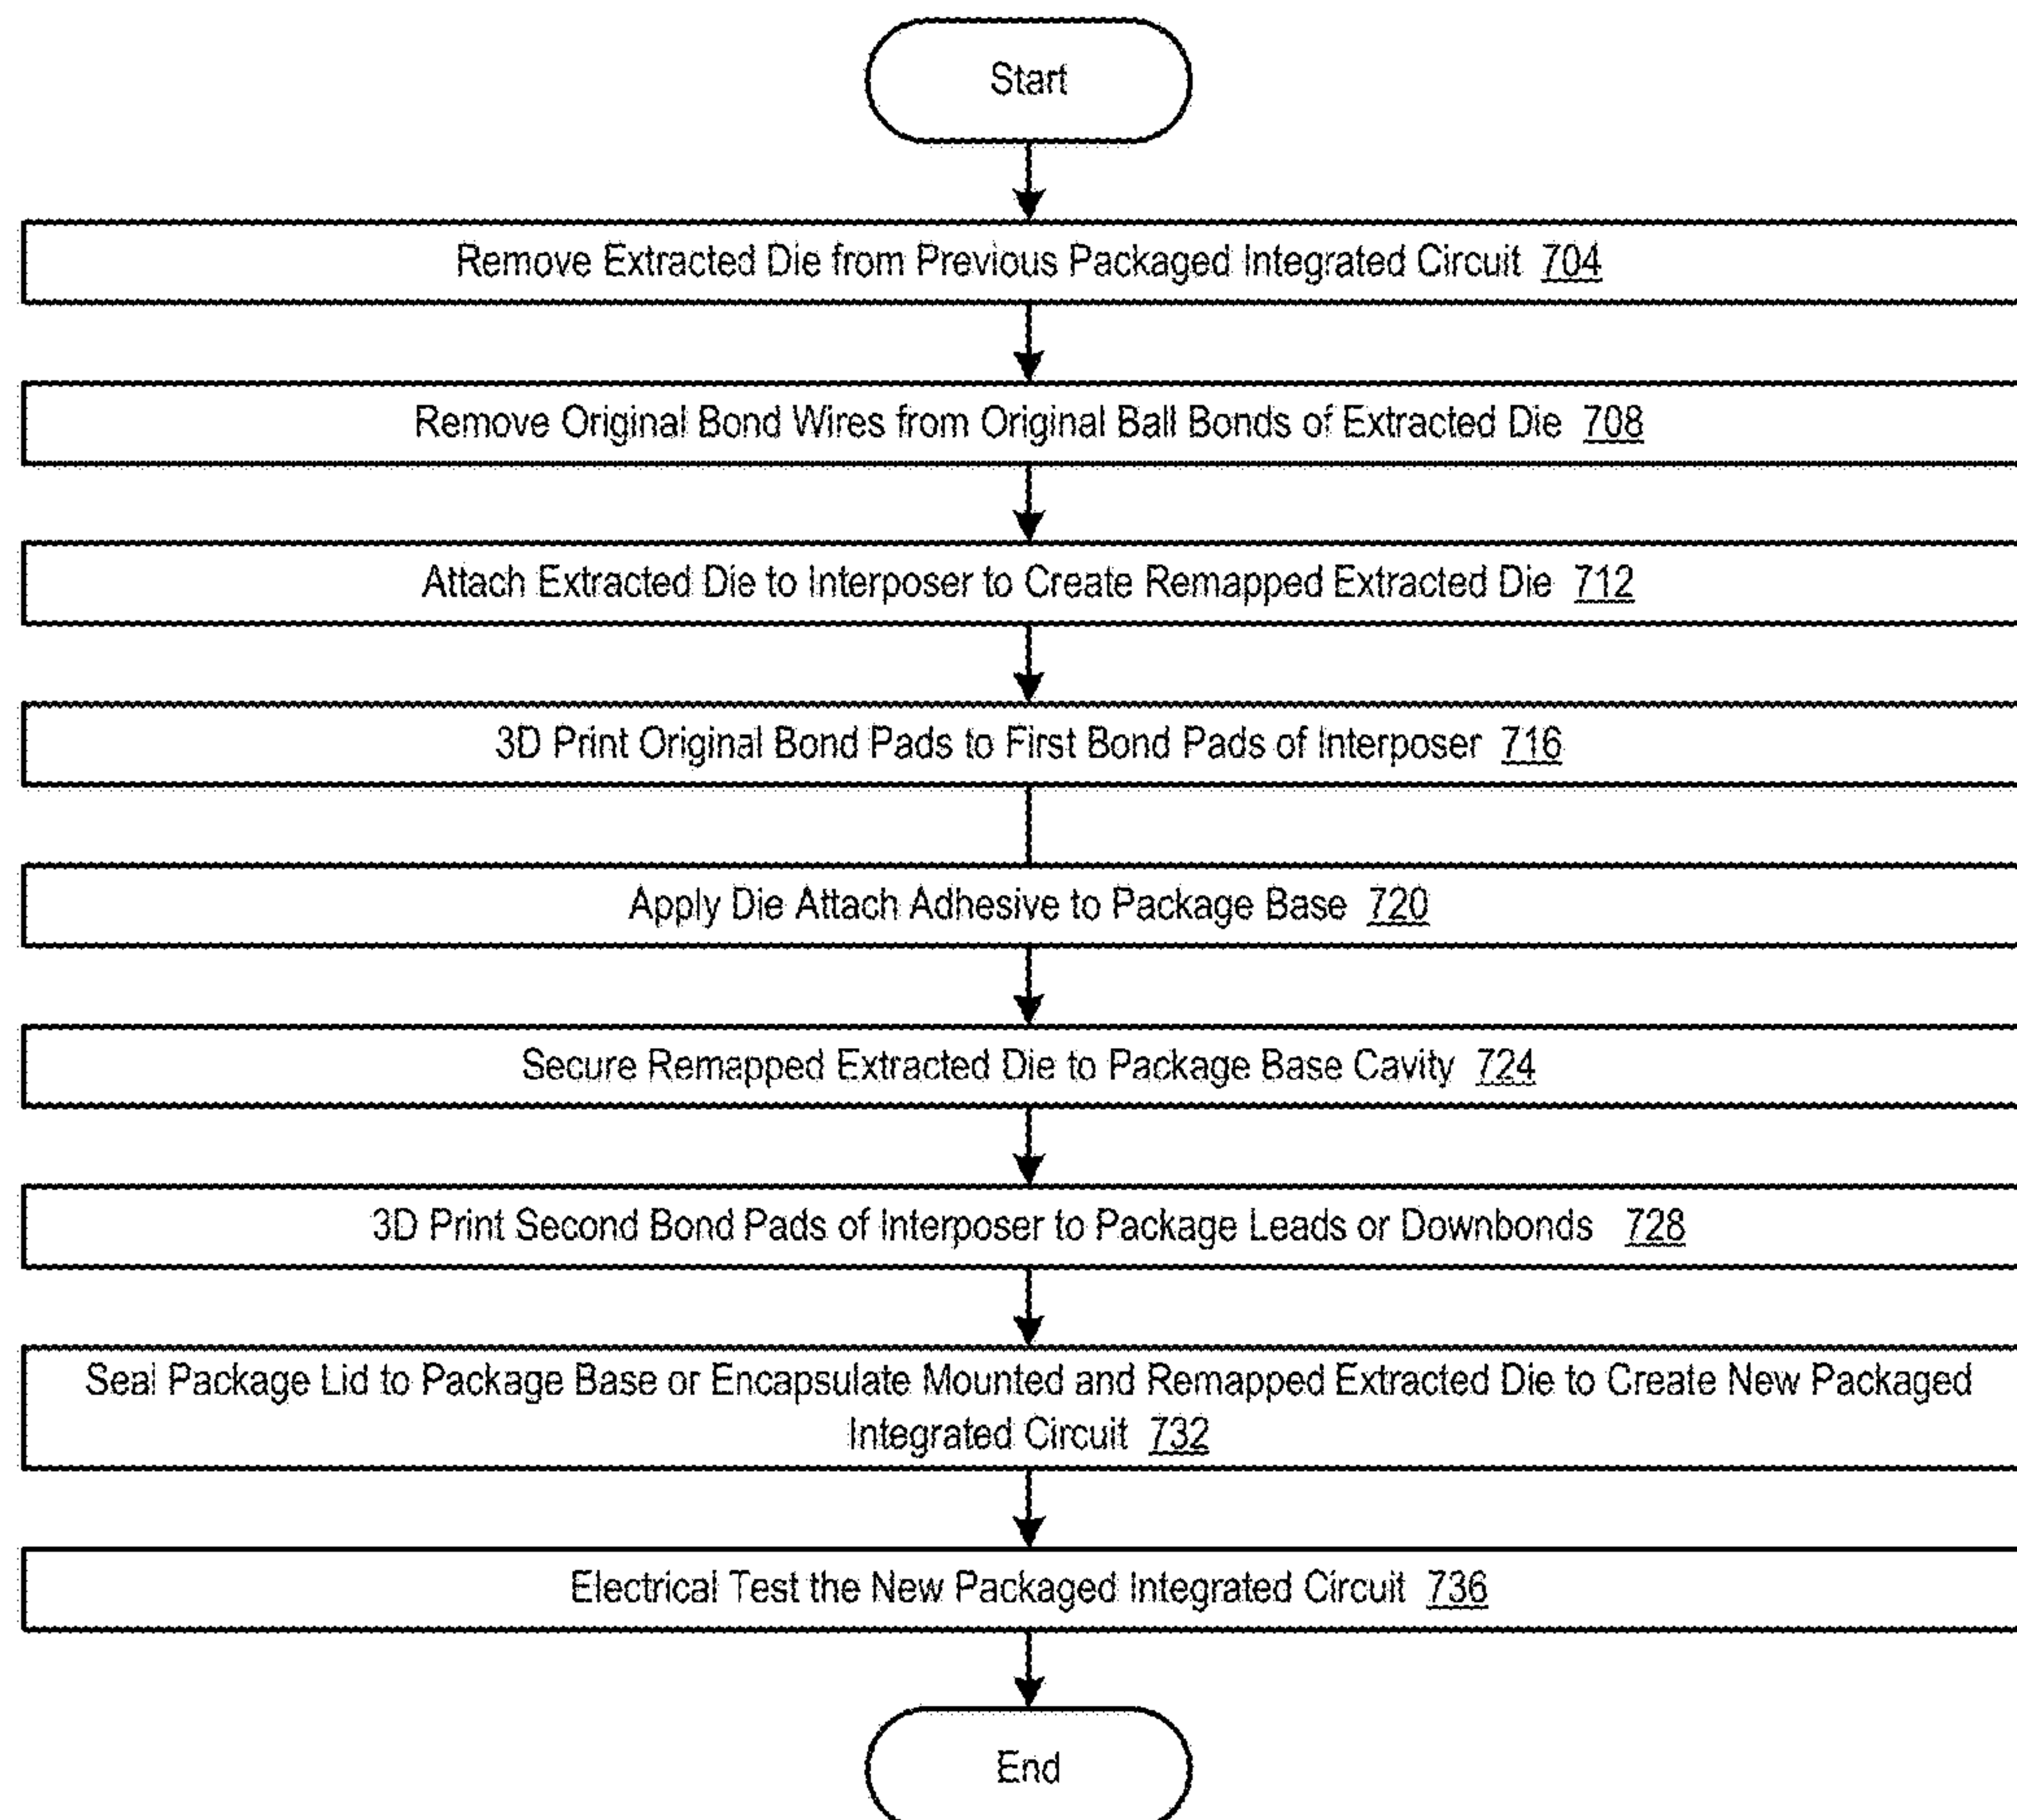 Start
Remove Extracted Die from Previous Packaged Integrated Circuit 704
Remove Original Bond Wires from Original Ball Bonds of Extracted Die 708
Attach Extracted Die to Interposer to Create Remapped Extracted Die 712
3D Print Original Bond Pads to First Bond Pads of Interposer 716
Apply Die Attach Adhesive to Package Base 720
Secure Remapped Extracted Die to Package Base Cavity 724
3D Print Second Bond Pads of Interposer to Package Leads or Downbonds 728
Seal Package Lid to Package Base or Encapsulate Mounted and Remapped Extracted Die to Create New Packaged
Integrated Circuit 732
Electrical Test the New Packaged Integrated Circuit 736
End